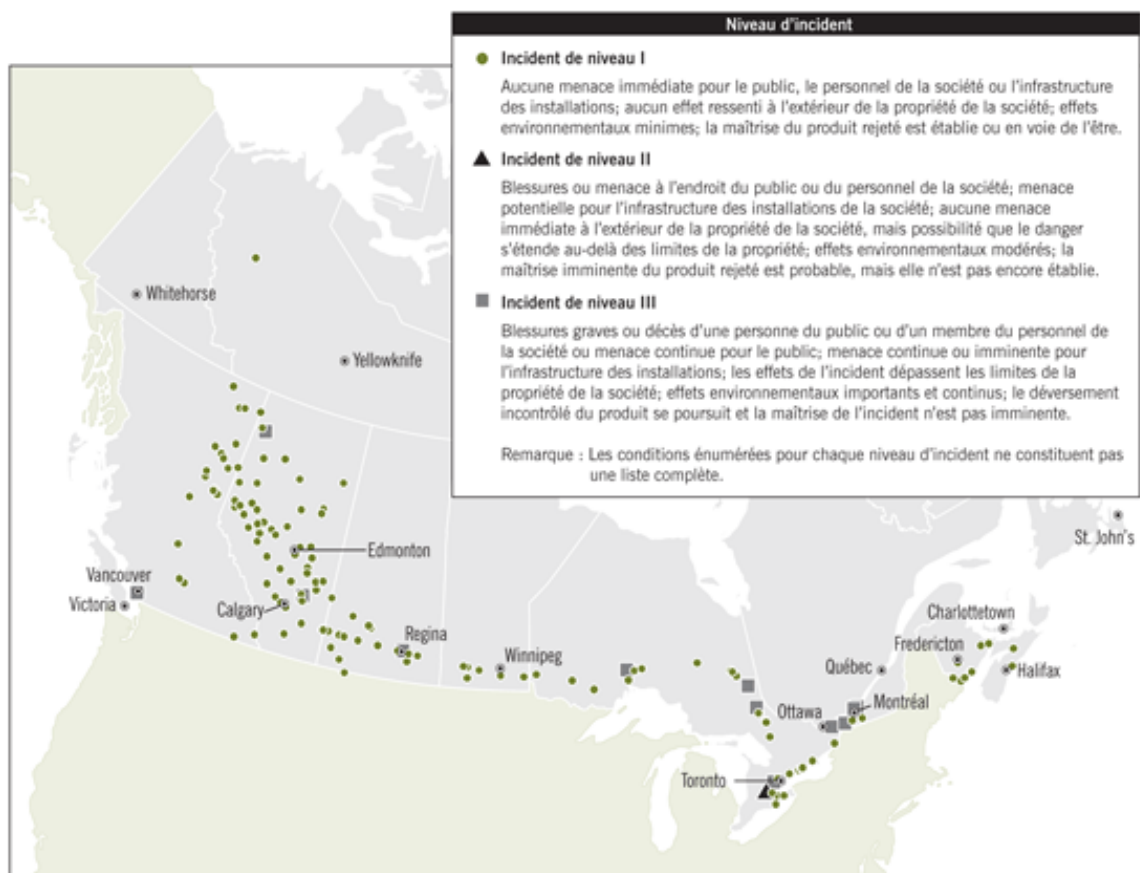 Niveau d'incident
Incident de niveau I
Aucune menace immédiate pour le public, le personnel de la société ou l'infrastructure
des installations; aucun effet ressenti à l'extérieur de la propriété de la société; effets
environnementaux minimes; la maîtrise du produit rejeté est établie ou en voie de l'être.
Incident de niveau II
Blessures ou menace à l'endroit du public ou du personnel de la société; menace
potentielle pour l'infrastructure des installations de la société; aucune menace
immédiate à l'extérieur de la propriété de la société, mais possibilité que le danger
s'étende au-delà des limites de la propriété; effets environnementaux modérés; la
maîtrise imminente du produit rejeté est probable, mais elle n'est pas encore établie.
Incident de niveau III
Blessures graves ou décès d'une personne du public ou d'un membre du personnel de
la société ou menace continue pour le public; menace continue ou imminente pour
l'infrastructure des installations; les effets de l'incident dépassent les limites de la
propriété de la société; effets environnementaux importants et continus; le déversement
incontrôlé du produit se poursuit et la maîtrise de l'incident n'est pas imminente.
Remarque : Les conditions énumérées pour chaque niveau d'incident ne constituent pas
une liste complète.
Whitehorse
Yellowknife
St. John's
Edmonton
Vancouver
Victoria
Calgary
Regina
Winnipeg
Charlottetown
Fredericton
Québec
Halifax
Montréal
Ottawa
Toronto